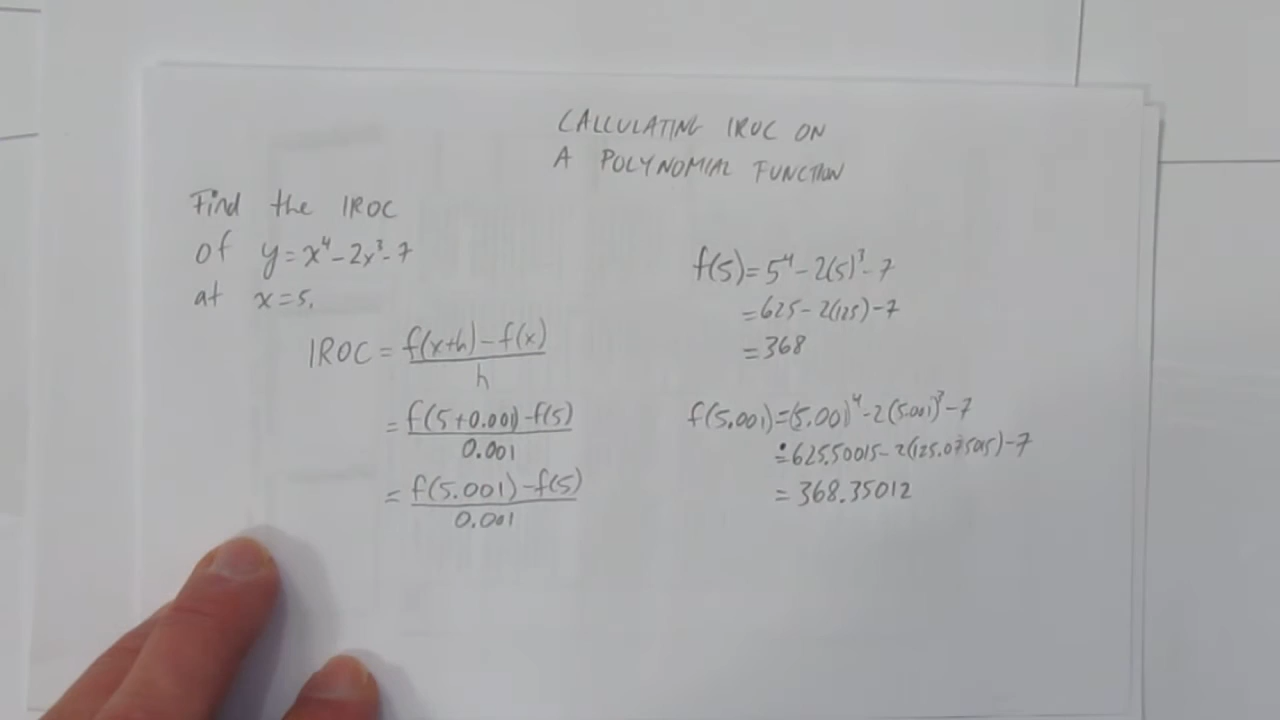 CALCULATING IROC ON
A POLYNOMIAL FUNCTION
Find the IROC
of y=x⁴-2x³-7
at x=5.
IROC = f(x+h)-f(x)
h
= f(5+0.001)-f(5)
0.001
= f(5.001)-f(5)
0.001
f(5)=5⁴-2(5)³-7
=625-2(125)-7
=368
f(5.001)=(5.001)⁴-2(5.001)³-7
≐625.50015-2(125.075015)-7
=368.35012